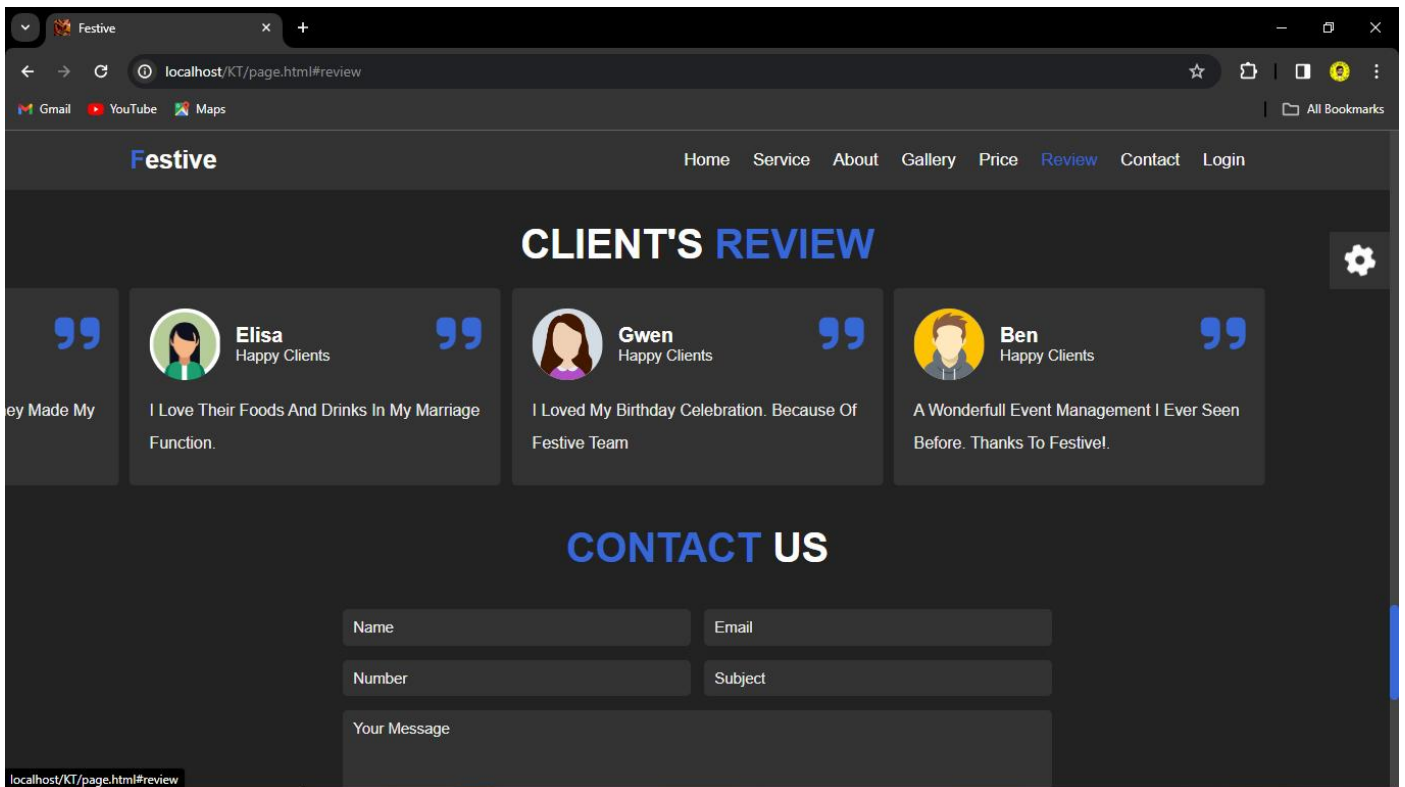 Festive
localhost/KT/page.html#review
Gmail YouTube Maps All Bookmarks
Festive Home Service About Gallery Price Review Contact Login
CLIENT'S REVIEW
Elisa
Happy Clients
I Love Their Foods And Drinks In My Marriage
Function.
Gwen
Happy Clients
I Loved My Birthday Celebration. Because Of
Festive Team
Ben
Happy Clients
A Wonderfull Event Management I Ever Seen
Before. Thanks To Festive!.
Made My
CONTACT US
Name Email
Number Subject
Your Message
localhost/KT/page.html#review